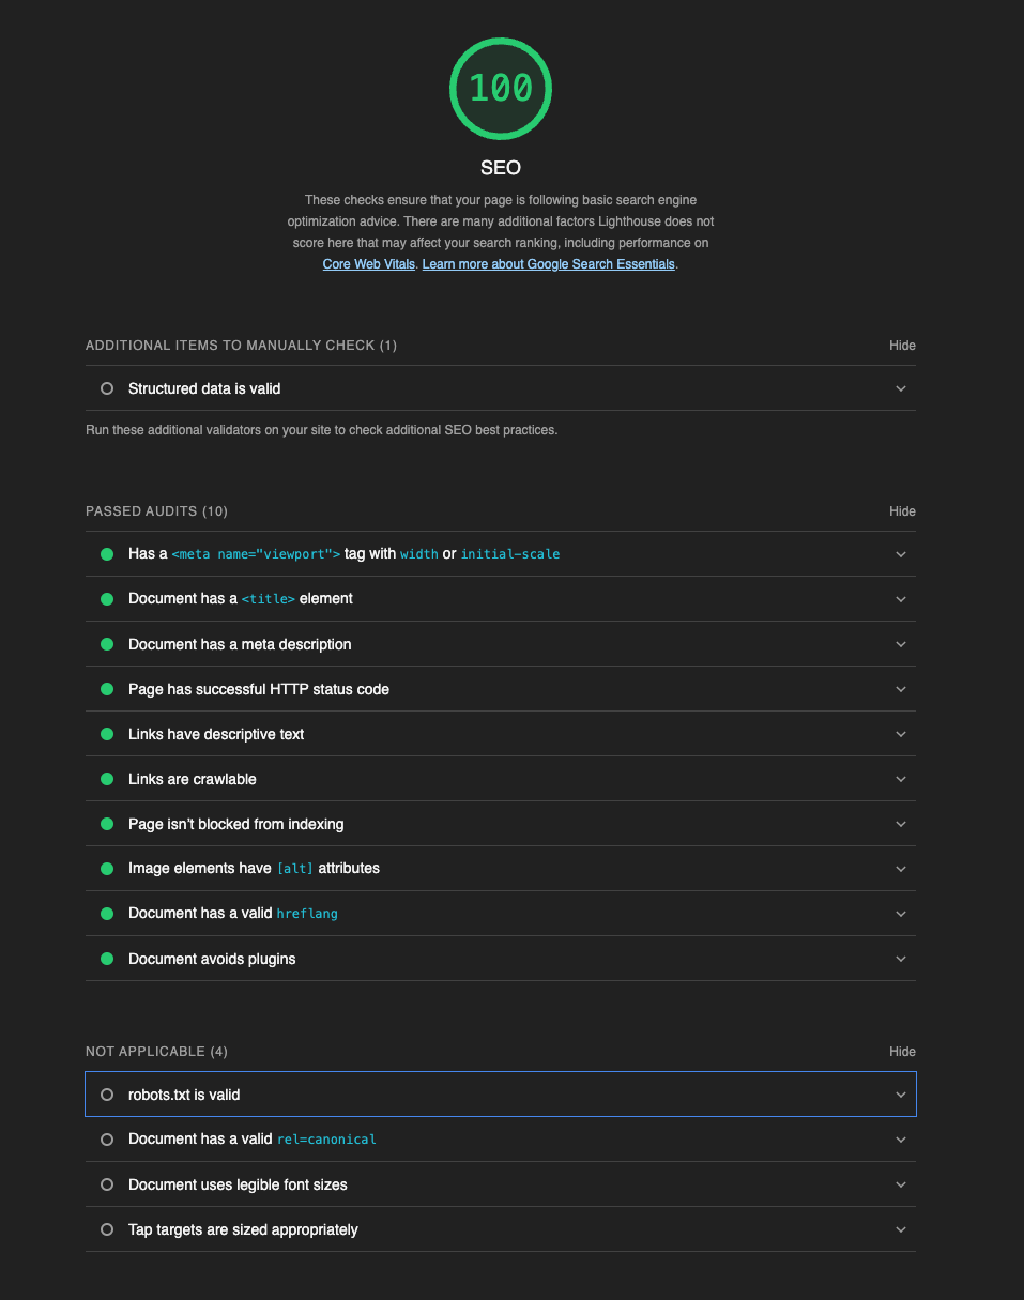 100
SEO
These checks ensure that your page is following basic search engine
optimization advice. There are many additional factors Lighthouse does not
score here that may affect your search ranking, including performance on
Core Web Vitals. Learn more about Google Search Essentials.
ADDITIONAL ITEMS TO MANUALLY CHECK (1) Hide
Structured data is valid
Run these additional validators on your site to check additional SEO best practices.
PASSED AUDITS (10) Hide
Has a <meta name="viewport"> tag with width or initial-scale
Document has a <title> element
Document has a meta description
Page has successful HTTP status code
Links have descriptive text
Links are crawlable
Page isn't blocked from indexing
Image elements have [alt] attributes
Document has a valid hreflang
Document avoids plugins
NOT APPLICABLE (4) Hide
robots.txt is valid
Document has a valid rel=canonical
Document uses legible font sizes
Tap targets are sized appropriately